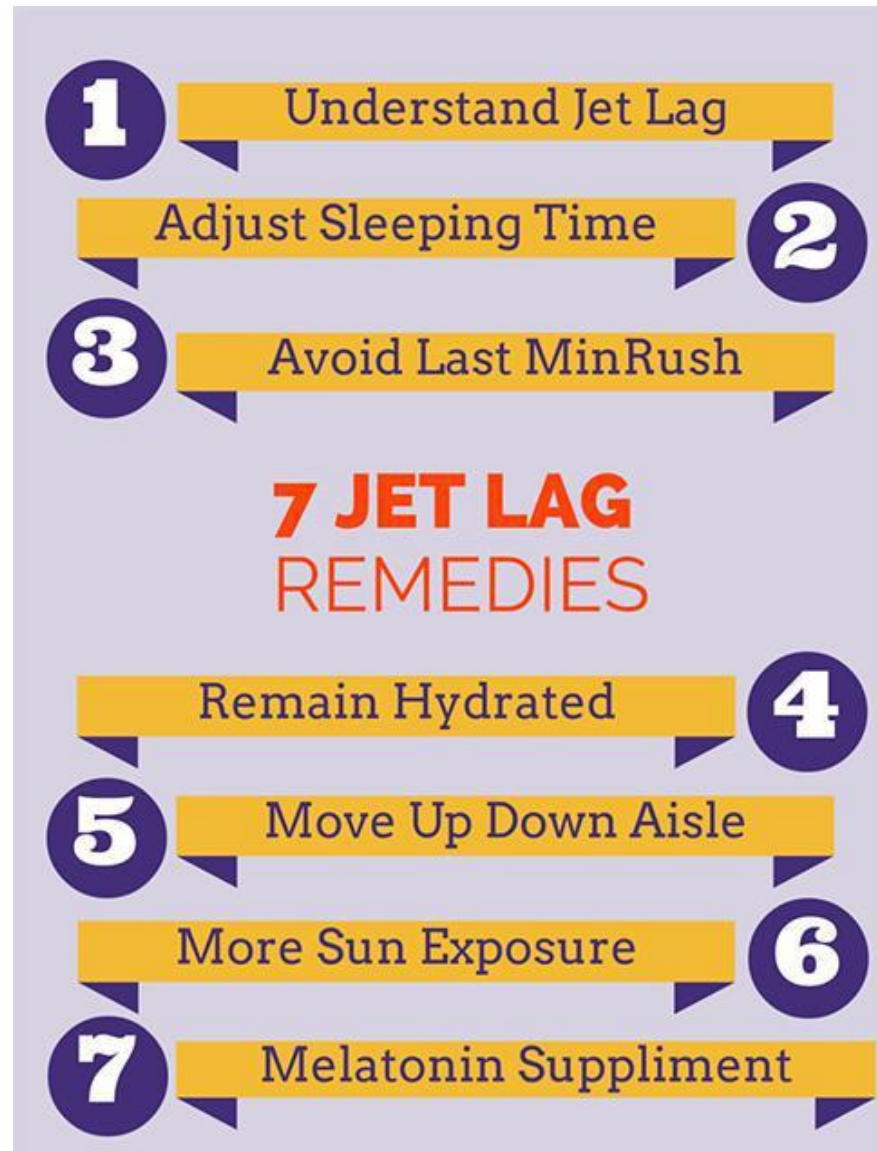 1 Understand Jet Lag
Adjust Sleeping Time 2
3 Avoid Last MinRush
7 JET LAG
REMEDIES
Remain Hydrated 4
5 Move Up Down Aisle
More Sun Exposure 6
7 Melatonin Suppliment